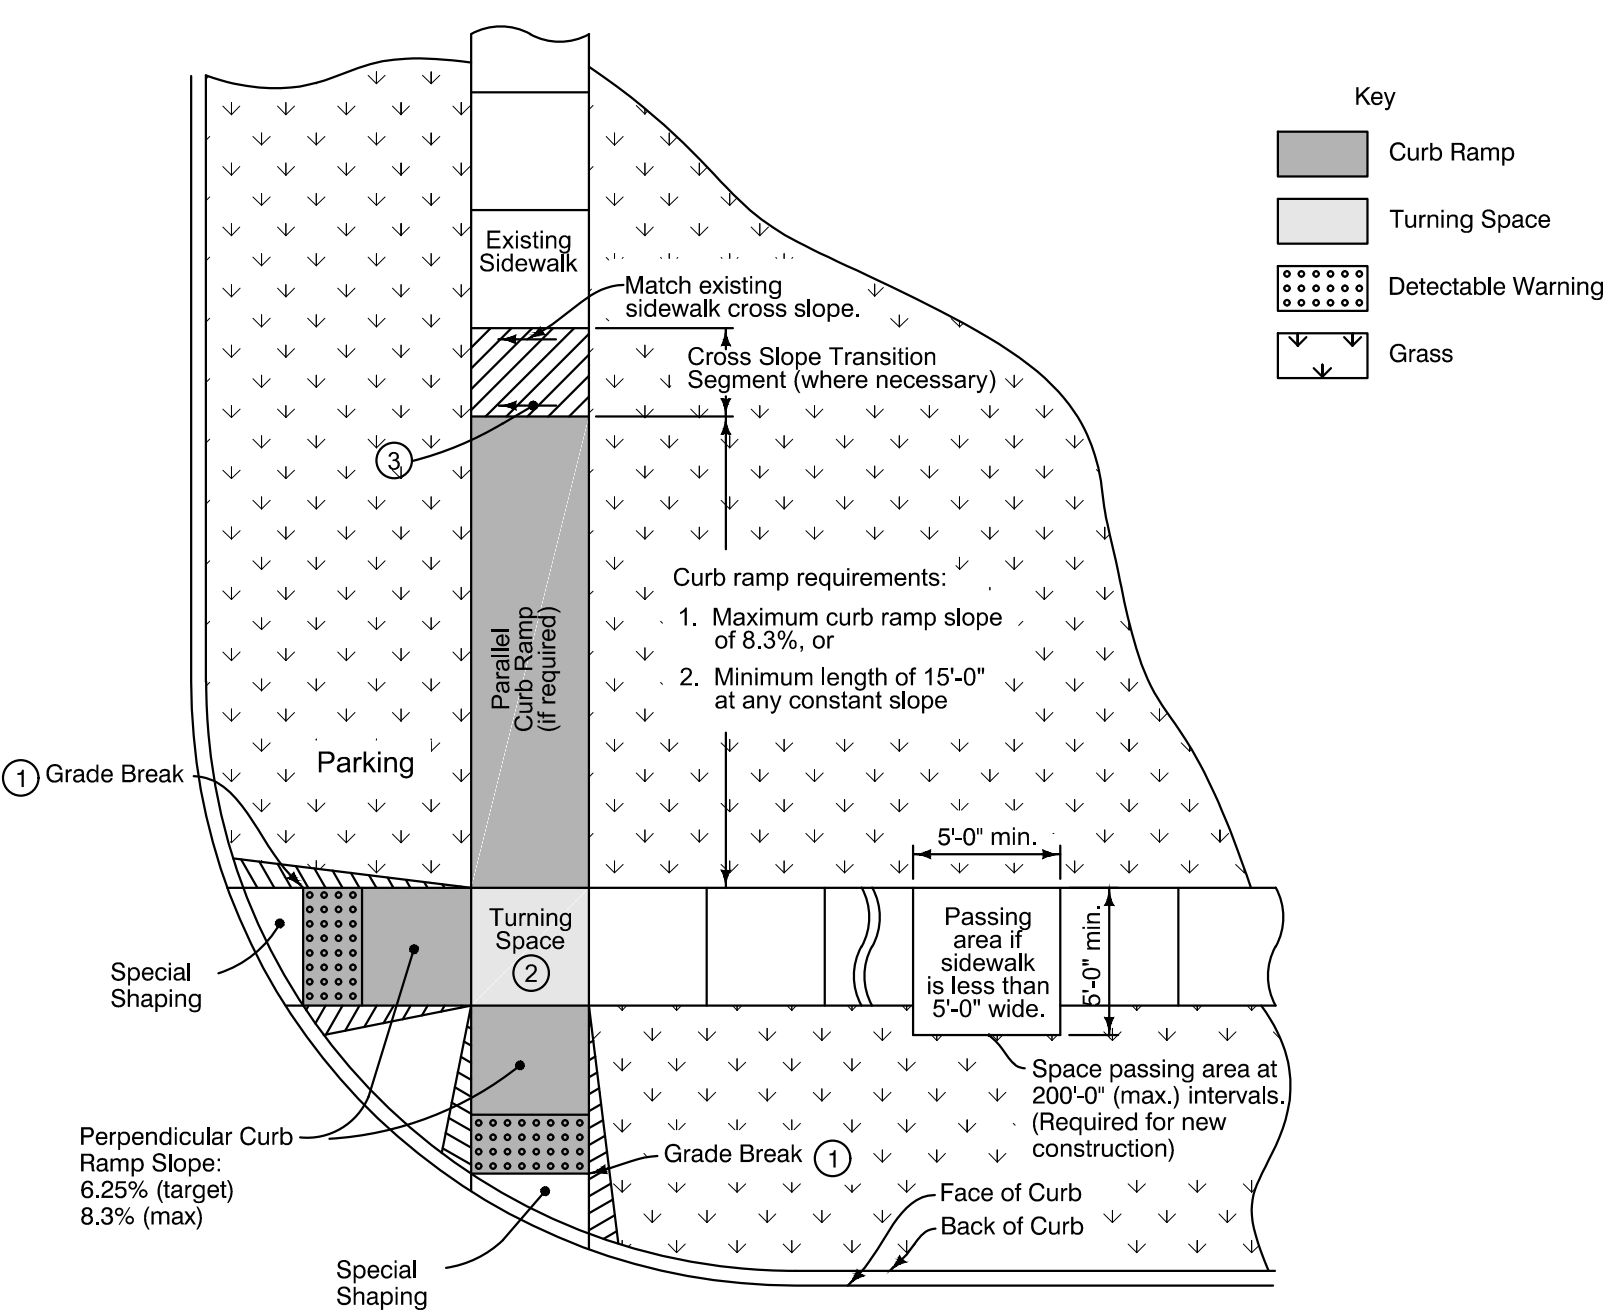 Key
Curb Ramp
Turning Space
Detectable Warning
Grass
Existing
Sidewalk
Match existing
sidewalk cross slope.
Cross Slope Transition
Segment (where necessary)
3
Curb ramp requirements:
1. Maximum curb ramp slope
of 8.3%, or
2. Minimum length of 15'-0"
at any constant slope
Parallel
Curb Ramp
(if required)
Parking
1 Grade Break
5'-0" min.
Turning
Space
2
Passing
area if
sidewalk
is less than
5'-0" wide.
5'-0" min.
Special
Shaping
Space passing area at
200'-0" (max.) intervals.
(Required for new
construction)
Perpendicular Curb
Ramp Slope:
6.25% (target)
8.3% (max)
Grade Break 1
Face of Curb
Back of Curb
Special
Shaping